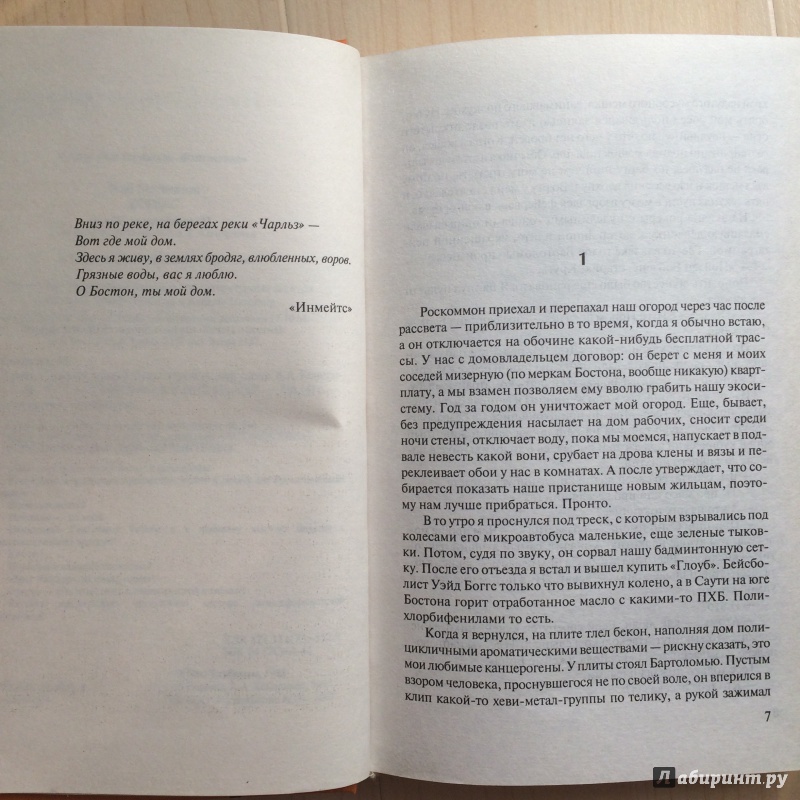 Вниз по реке, на берегах реки «Чарльз» —
Вот где мой дом.
Здесь я живу, в землях бродяг, влюбленных, воров.
Грязные воды, вас я люблю.
О Бостон, ты мой дом.
«Инмейтс»
1
Роскоммон приехал и перепахал наш огород через час после
рассвета — приблизительно в то время, когда я обычно встаю,
а он отключается на обочине какой-нибудь бесплатной трас-
сы. У нас с домовладельцем договор: он берет с меня и моих
соседей мизерную (по меркам Бостона, вообще никакую) кварт-
плату, а мы взамен позволяем ему вволю грабить нашу экоси-
стему. Год за годом он уничтожает мой огород. Еще, бывает,
без предупреждения насылает на дом рабочих, сносит среди
ночи стены, отключает воду, пока мы моемся, напускает в под-
вале невесть какой вони, срубает на дрова клены и вязы и пе-
реклеивает обои у нас в комнатах. А после утверждает, что со-
бирается показать наше пристанище новым жильцам, поэто-
му нам лучше прибраться. Пронто.
В то утро я проснулся под треск, с которым взрывались под
колесами его микроавтобуса маленькие, еще зеленые тыков-
ки. Потом, судя по звуку, он сорвал нашу бадминтонную сет-
ку. После его отъезда я встал и вышел купить «Глоуб». Бейсбо-
лист Уэйд Боггс только что вывихнул колено, а в Саути на юге
Бостона горит отработанное масло с какими-то ПХБ. Поли-
хлорбифенилами то есть.
Когда я вернулся, на плите тлел бекон, наполняя дом поли-
цикличными ароматическими веществами — рискну сказать, это
мои любимые канцерогены. У плиты стоял Бартоломью. Пустым
взором человека, проснувшегося не по своей воле, он вперился в
клип какой-то хеви-метал-группы по телику, а рукой зажимал
7
Лабиринт.ру